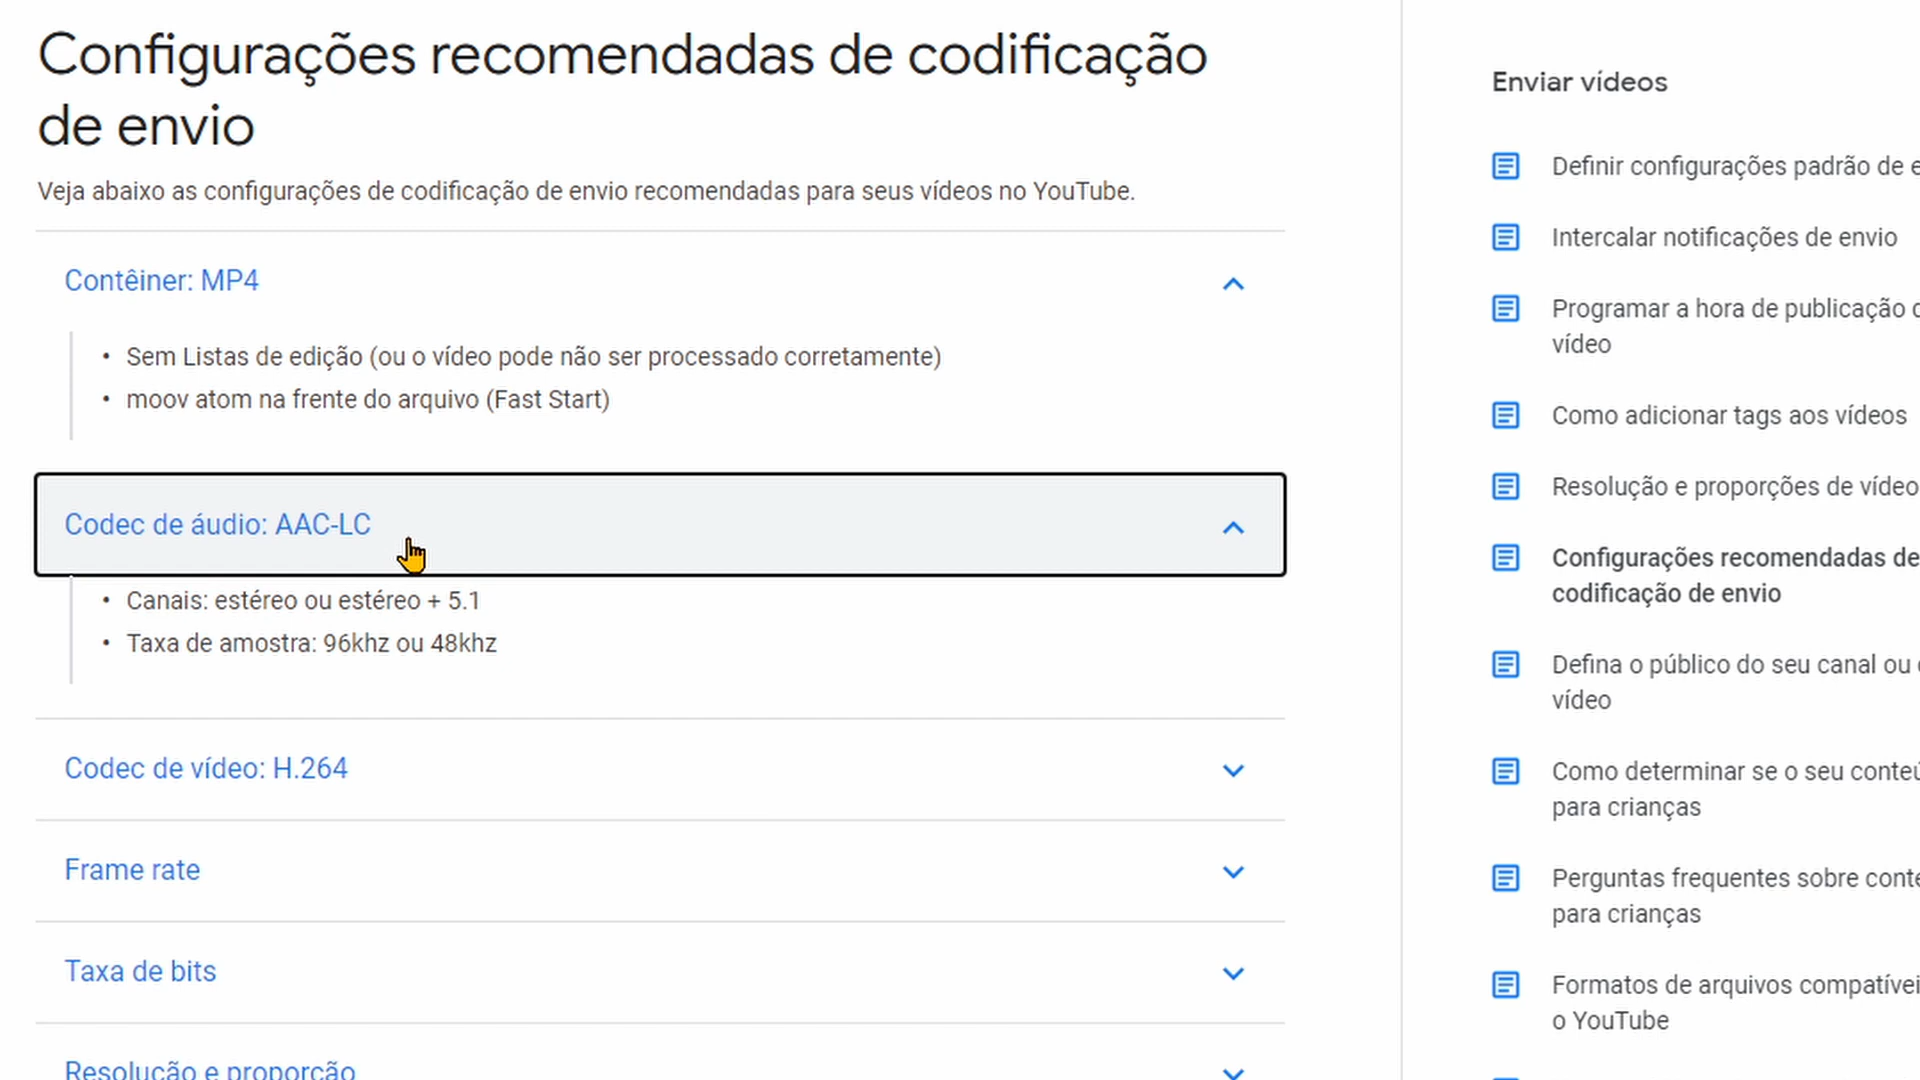 Configurações recomendadas de codificação
de envio
Veja abaixo as configurações de codificação de envio recomendadas para seus vídeos no YouTube.
Contêiner: MP4
• Sem Listas de edição (ou o vídeo pode não ser processado corretamente)
• moov atom na frente do arquivo (Fast Start)
Codec de áudio: AAC-LC
• Canais: estéreo ou estéreo + 5.1
• Taxa de amostra: 96khz ou 48khz
Codec de vídeo: H.264
Frame rate
Taxa de bits
Resolução e proporção
Enviar vídeos
Definir configurações padrão de
Intercalar notificações de envio
Programar a hora de publicação
vídeo
Como adicionar tags aos vídeos
Resolução e proporções de vídeo
Configurações recomendadas de
codificação de envio
Defina o público do seu canal ou
vídeo
Como determinar se o seu
para crianças
Perguntas frequentes sobre
para crianças
Formatos de arquivos
o YouTube